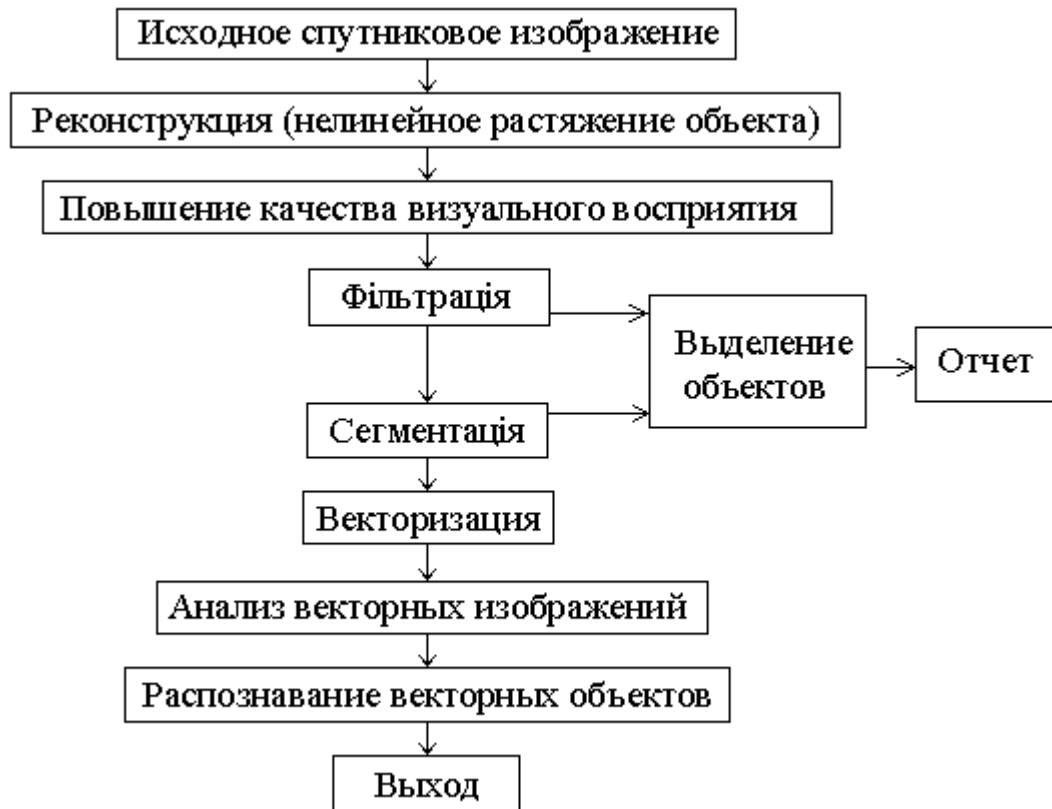 Исходное спутниковое изображение
Реконструкция (нелинейное растяжение объекта)
Повышение качества визуального восприятия
Фільтрація
Выделение
объектов
Отчет
Сегментація
Векторизация
Анализ векторных изображений
Распознавание векторных объектов
Выход